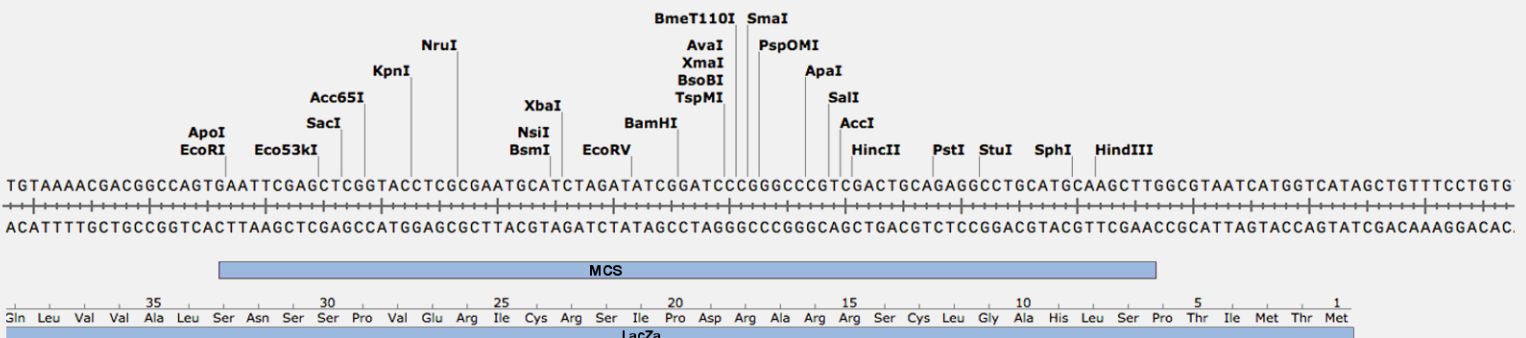 BmeT110I SmaI
NruI AvaI PspOMI
KpnI XmaI ApaI
BsoBI
Acc65I TspMI SalI
XbaI
SacI BamHI AccI
ApoI NsiI
EcoRI Eco53kI BsmI EcoRV HincII PstI StuI SphI HindIII
TGTAAAACGACGGCCAGTGAATTCGAGCTCGGTACCTCGCGAATGCATCTAGATATCGGATCCCGGGCCCGTCGACTGCAGAGGCCTGCATGCAAGCTTGGCGTAATCATGGTCATAGCTGTTTCCTGTG
ACATTTTGCTGCCGGTCACTTAAGCTCGAGCCATGGAGCGCTTACGTAGATCTATAGCCTAGGGCCCGGGCAGCTGACGTCTCCGGACGTACGTTCGAACCGCATTAGTACCAGTATCGACAAAGGACAC
MCS
35 30 25 20 15 10 5 1
Gln Leu Val Val Ala Leu Ser Asn Ser Ser Pro Val Glu Arg Ile Cys Arg Ser Ile Pro Asp Arg Ala Arg Arg Ser Cys Leu Gly Ala His Leu Ser Pro Thr Ile Met Thr Met
LacZa